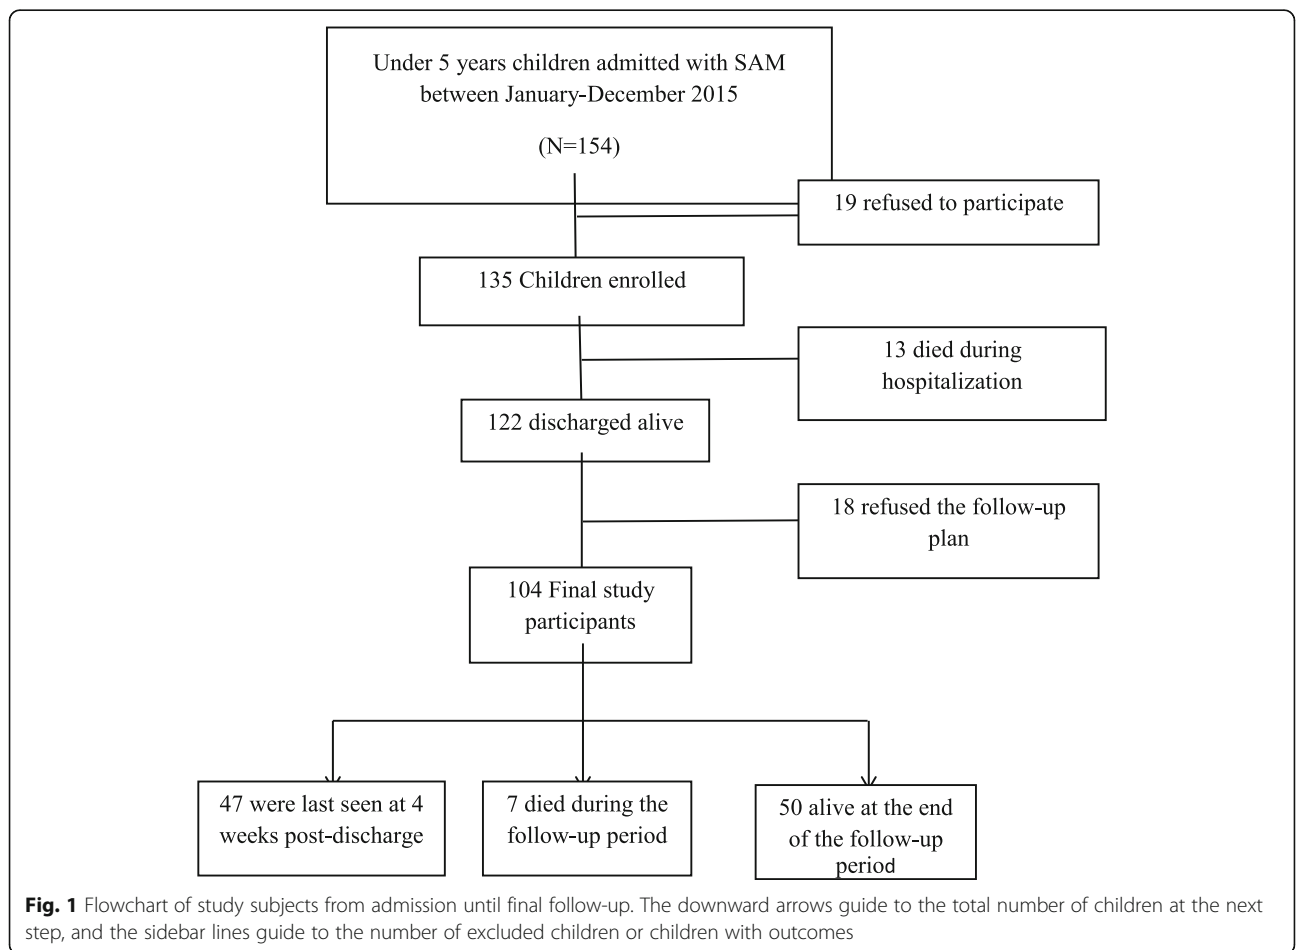 Under 5 years children admitted with SAM
between January-December 2015
(N=154)
19 refused to participate
135 Children enrolled
13 died during
hospitalization
122 discharged alive
18 refused the follow-up
plan
104 Final study
participants
47 were last seen at 4
weeks post-discharge
7 died during the
follow-up period
50 alive at the end
of the follow-up
period
Fig. 1 Flowchart of study subjects from admission until final follow-up. The downward arrows guide to the total number of children at the next
step, and the sidebar lines guide to the number of excluded children or children with outcomes